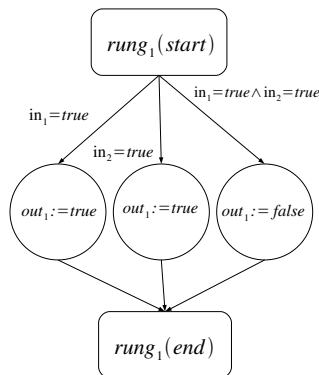 rung₁(start)
in₁=true
in₂=true
in₁=true∧in₂=true
out₁:=true
out₁:=true
out₁:=false
rung₁(end)